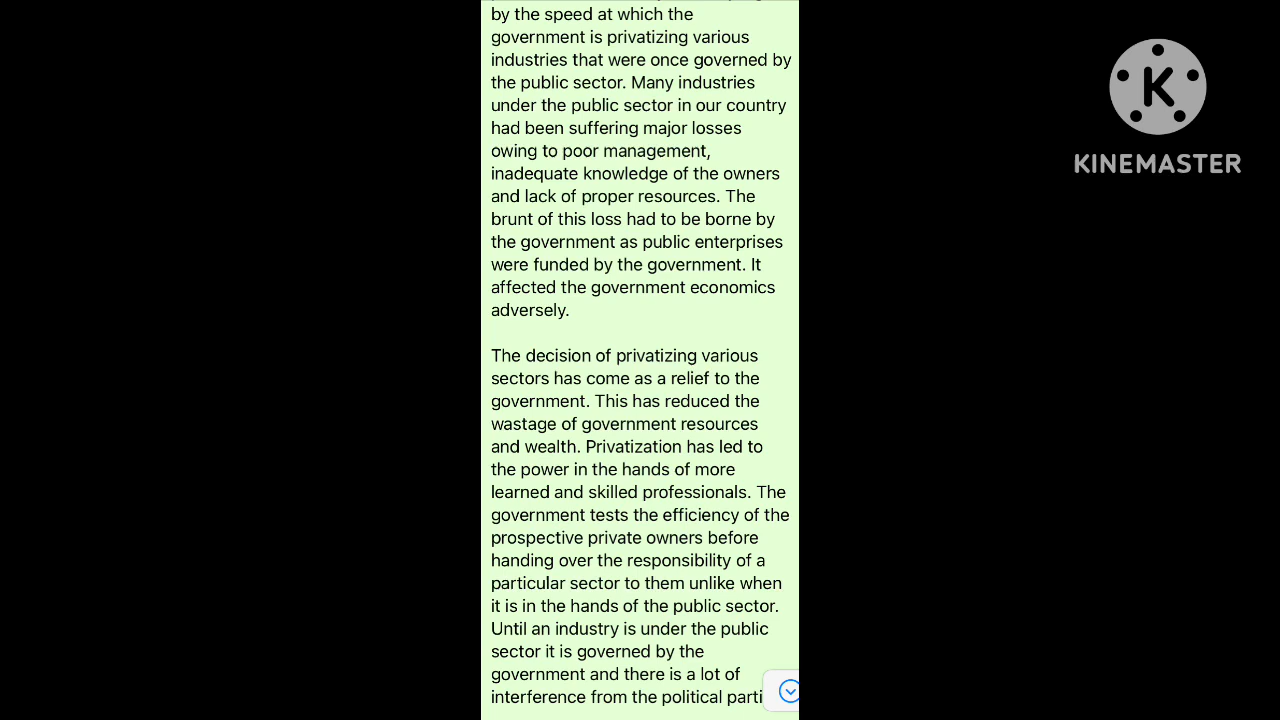 by the speed at which the
government is privatizing various
industries that were once governed by
the public sector. Many industries
under the public sector in our country
had been suffering major losses
owing to poor management,
inadequate knowledge of the owners
and lack of proper resources. The
brunt of this loss had to be borne by
the government as public enterprises
were funded by the government. It
affected the government economics
adversely.
The decision of privatizing various
sectors has come as a relief to the
government. This has reduced the
wastage of government resources
and wealth. Privatization has led to
the power in the hands of more
learned and skilled professionals. The
government tests the efficiency of the
prospective private owners before
handing over the responsibility of a
particular sector to them unlike when
it is in the hands of the public sector.
Until an industry is under the public
sector it is governed by the
government and there is a lot of
interference from the political parti
K
KINEMASTER